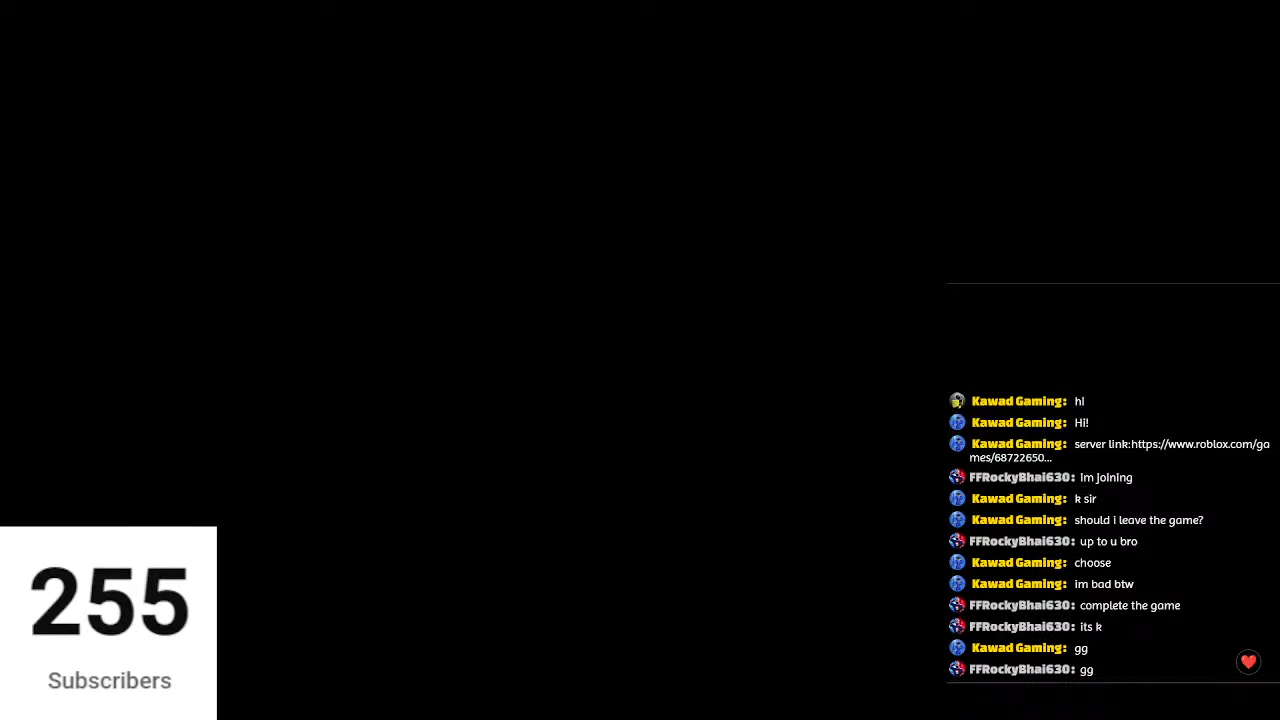 Kawad Gaming: hI
Kawad Gaming: Hi!
Kawad Gaming: server link:https://www.roblox.com/ga
mes/68722650...
FFRockyBhai630: im joining
Kawad Gaming: k sir
Kawad Gaming: should i leave the game?
FFRockyBhai630: up to u bro
Kawad Gaming: choose
Kawad Gaming: im bad btw
FFRockyBhai630: complete the game
FFRockyBhai630: its k
Kawad Gaming: gg
FFRockyBhai630: gg
255
Subscribers